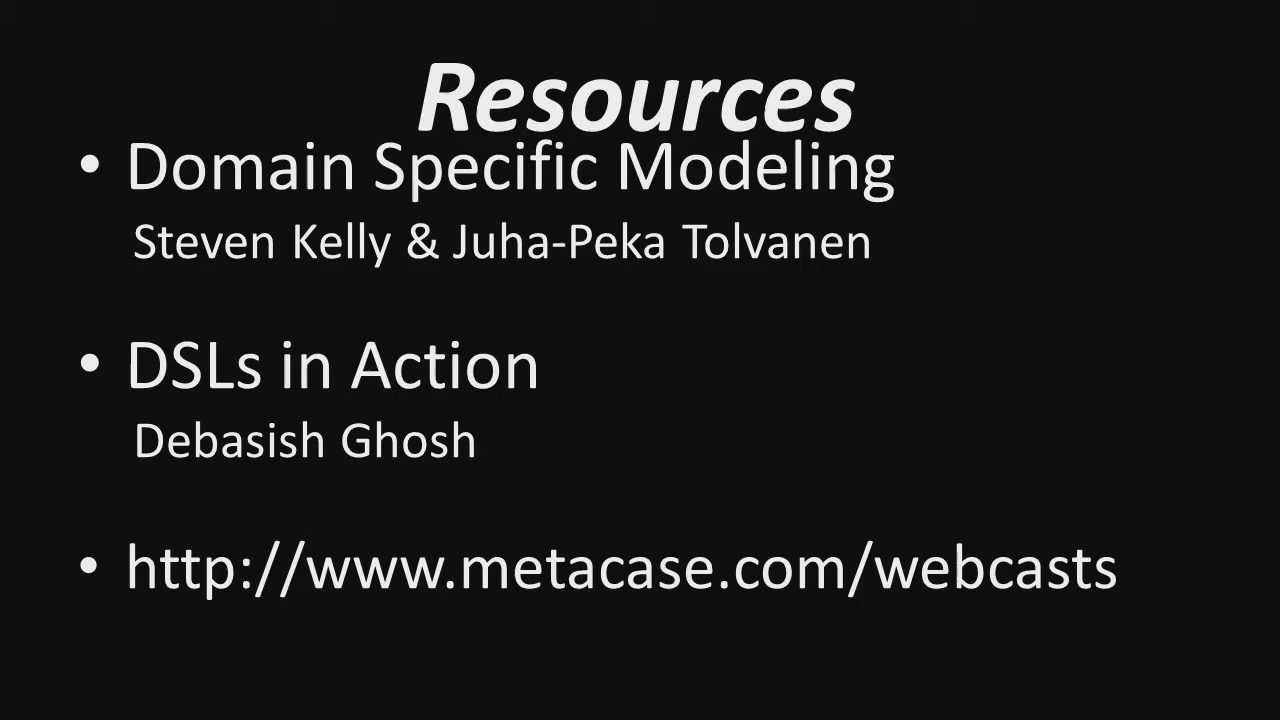 Resources
• Domain Specific Modeling
Steven Kelly & Juha-Peka Tolvanen
• DSLs in Action
Debasish Ghosh
• http://www.metacase.com/webcasts